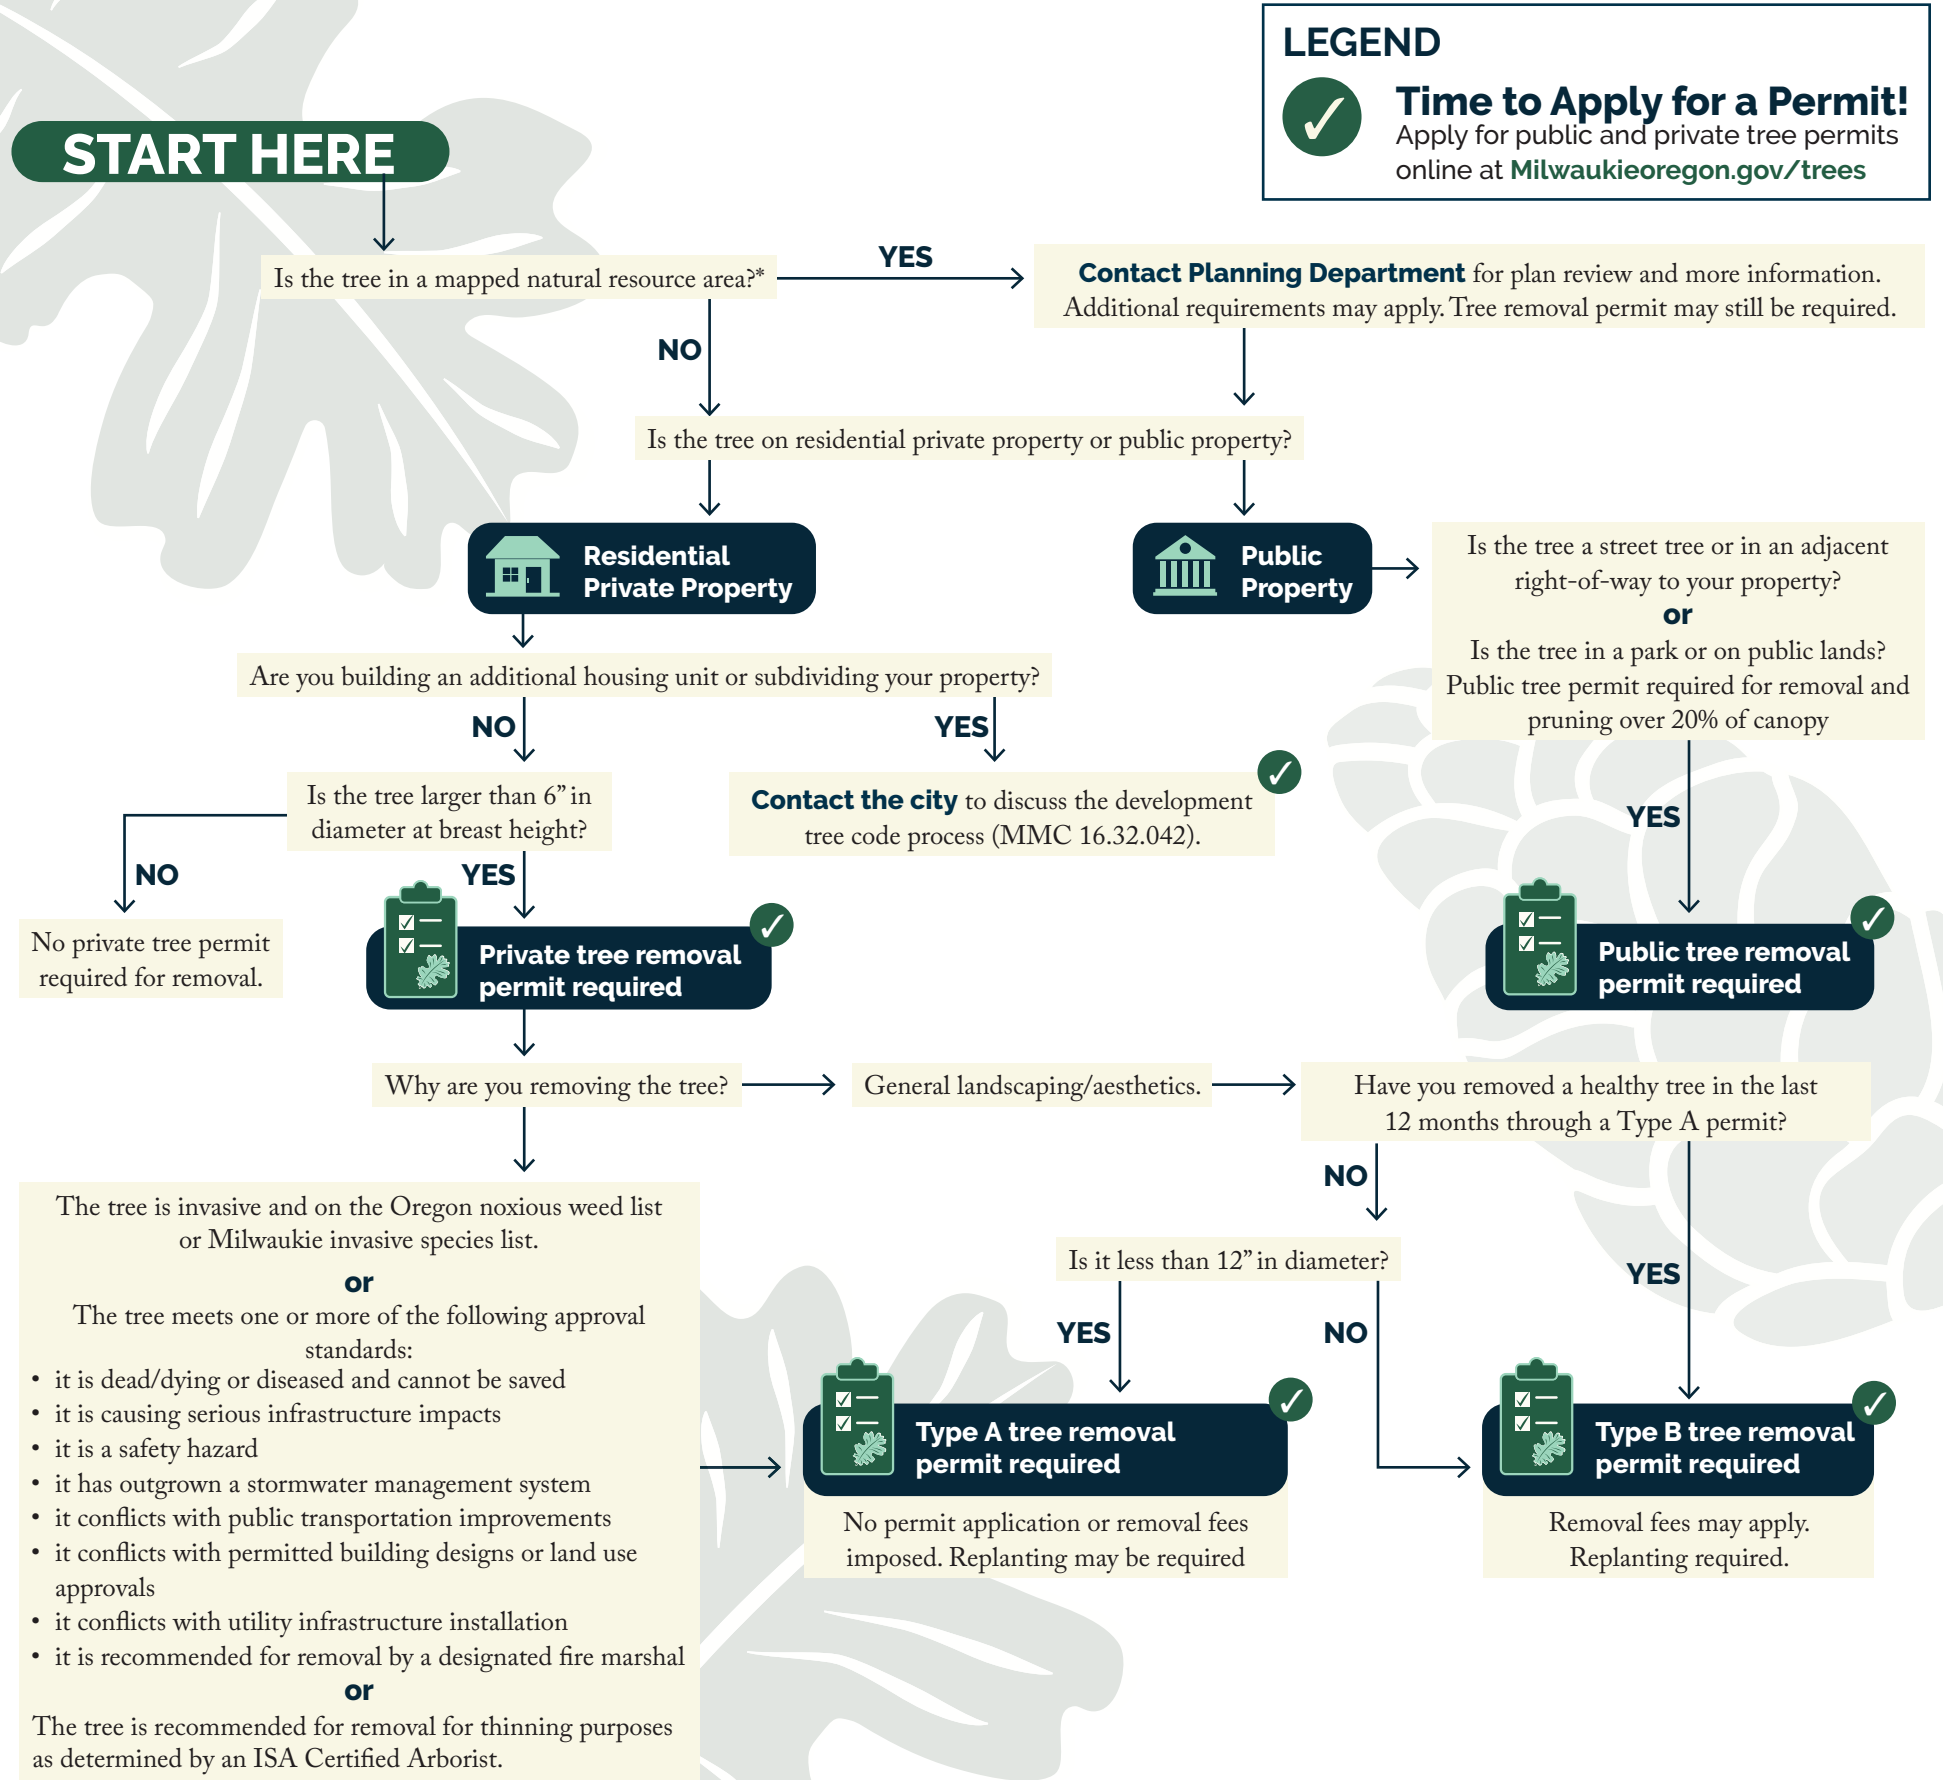 LEGEND
✓
Time to Apply for a Permit!
Apply for public and private tree permits
online at Milwaukieoregon.gov/trees
START HERE
Is the tree in a mapped natural resource area?*
YES
Contact Planning Department for plan review and more information.
Additional requirements may apply. Tree removal permit may still be required.
NO
Is the tree on residential private property or public property?
Residential
Private Property
Public
Property
Is the tree a street tree or in an adjacent
right-of-way to your property?
or
Is the tree in a park or on public lands?
Public tree permit required for removal and
pruning over 20% of canopy
Are you building an additional housing unit or subdividing your property?
NO
YES
Is the tree larger than 6” in
diameter at breast height?
Contact the city to discuss the development
tree code process (MMC 16.32.042).
✓
YES
NO
YES
No private tree permit
required for removal.
Private tree removal
permit required
✓
Public tree removal
permit required
✓
Why are you removing the tree?
General landscaping/aesthetics.
Have you removed a healthy tree in the last
12 months through a Type A permit?
NO
YES
Is it less than 12” in diameter?
YES
NO
The tree is invasive and on the Oregon noxious weed list
or Milwaukie invasive species list.
or
The tree meets one or more of the following approval
standards:
• it is dead/dying or diseased and cannot be saved
• it is causing serious infrastructure impacts
• it is a safety hazard
• it has outgrown a stormwater management system
• it conflicts with public transportation improvements
• it conflicts with permitted building designs or land use
approvals
• it conflicts with utility infrastructure installation
• it is recommended for removal by a designated fire marshal
or
The tree is recommended for removal for thinning purposes
as determined by an ISA Certified Arborist.
Type A tree removal
permit required
✓
No permit application or removal fees
imposed. Replanting may be required
Type B tree removal
permit required
✓
Removal fees may apply.
Replanting required.